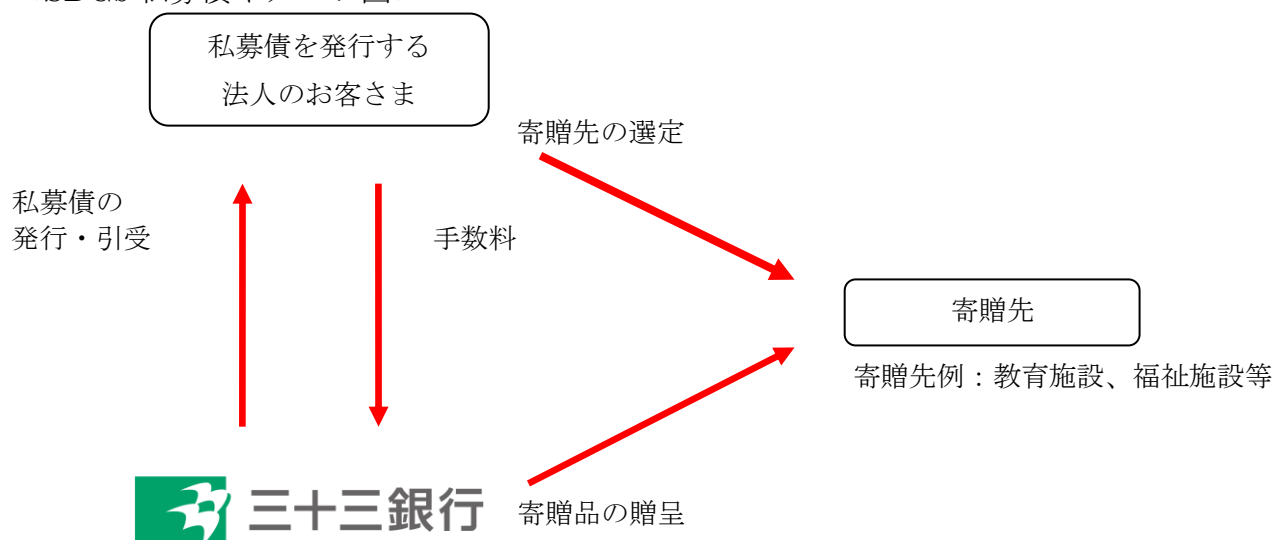 私募債を発行する
法人のお客さま
寄贈先の選定
私募債の
発行・引受
手数料
寄贈先
寄贈先例：教育施設、福祉施設等
三十三銀行
寄贈品の贈呈